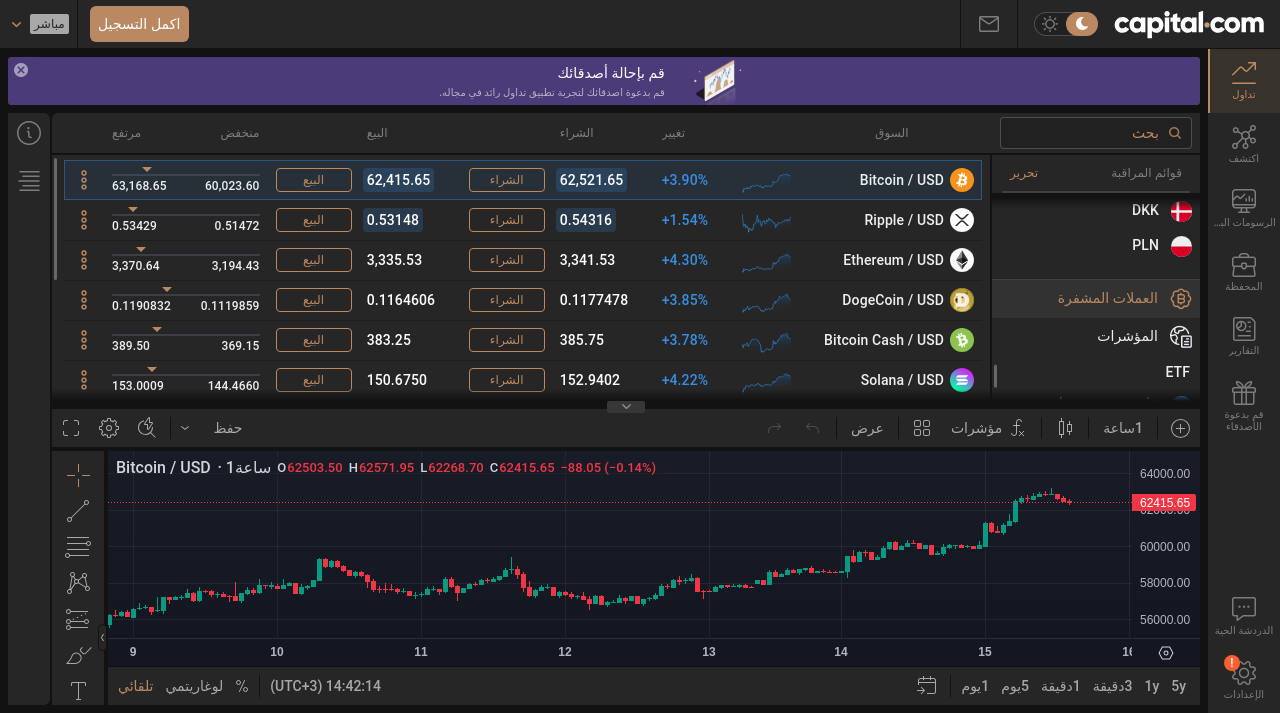 capital.com
اكمل التسجيل
مباشر
تداول
اكتشف
الرسومات البـ...
المحفظة
التقارير
قم بدعوة
الأصدقاء
الدردشة الحية
!
الإعدادات
قم بإحالة أصدقائك
قم بدعوة اصدقائك لتجربة تطبيق تداول رائد في مجاله.
بحث
السوق
تغيير
الشراء
البيع
منخفض
مرتفع
قوائم المراقبة
تحرير
DKK
PLN
العملات المشفرة
المؤشرات
ETF
Bitcoin / USD +3.90% 62,521.65 الشراء 62,415.65 البيع 60,023.60 63,168.65
Ripple / USD +1.54% 0.54316 الشراء 0.53148 البيع 0.51472 0.53429
Ethereum / USD +4.30% 3,341.53 الشراء 3,335.53 البيع 3,194.43 3,370.64
DogeCoin / USD +3.85% 0.1177478 الشراء 0.1164606 البيع 0.1119859 0.1190832
Bitcoin Cash / USD +3.78% 385.75 الشراء 383.25 البيع 369.15 389.50
Solana / USD +4.22% 152.9402 الشراء 150.6750 البيع 144.4660 153.0009
1ساعة
مؤشرات
عرض
حفظ
Bitcoin / USD · 1ساعة O62503.50 H62571.95 L62268.70 C62415.65 −88.05 (−0.14%)
64000.00
62415.65
60000.00
58000.00
56000.00
9 10 11 12 13 14 15
5y 1y 3دقيقة 1دقيقة 5يوم 1يوم
14:42:14 (UTC+3)
% لوغاريتمي تلقائي